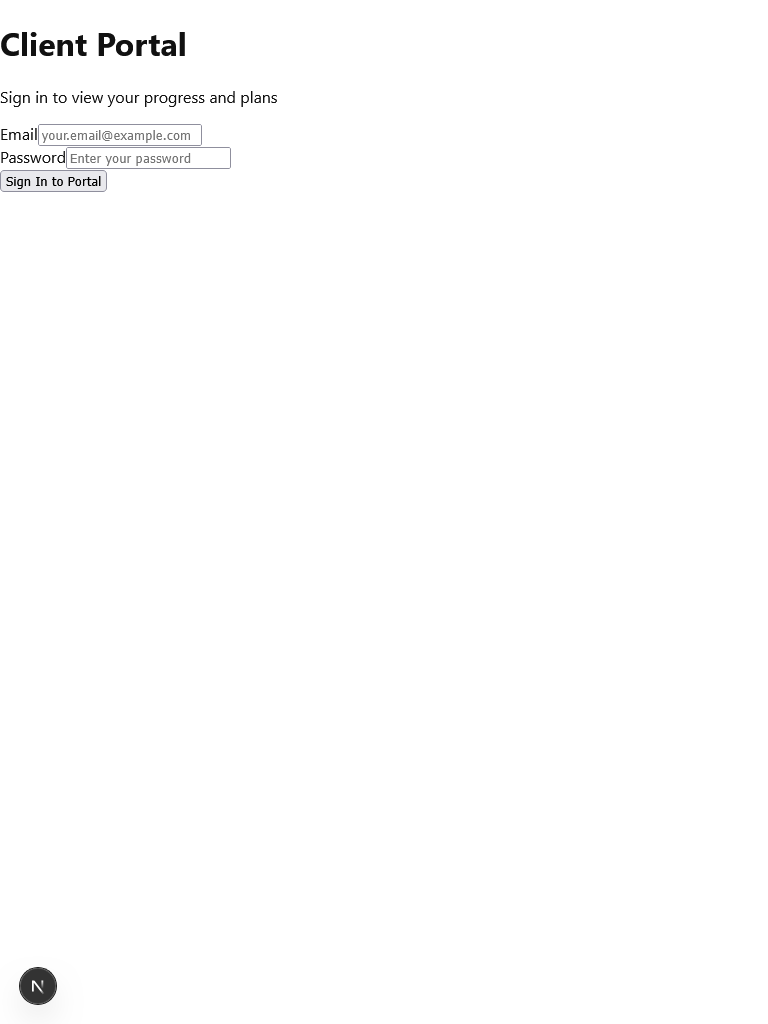 Client Portal
Sign in to view your progress and plans
Email your.email@example.com
Password Enter your password
Sign In to Portal
N